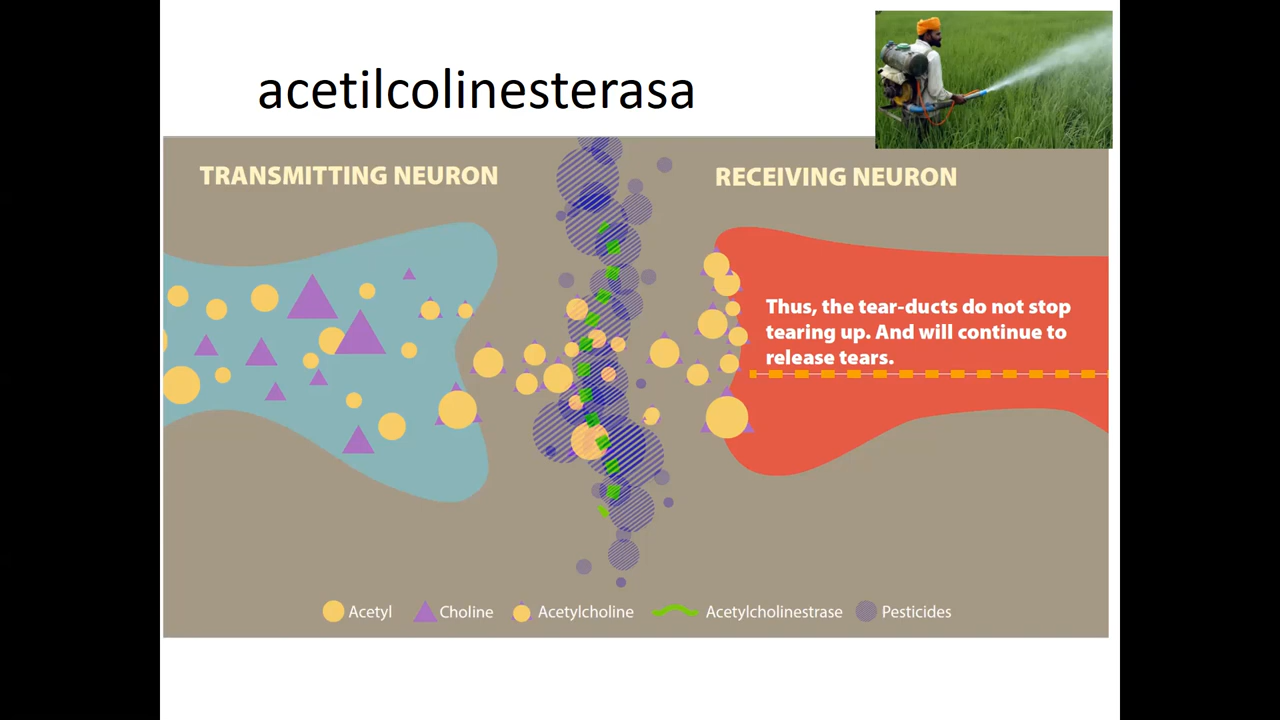 acetilcolinesterasa
TRANSMITTING NEURON
RECEIVING NEURON
Thus, the tear-ducts do not stop
tearing up. And will continue to
release tears.
Acetyl
Choline
Acetylcholine
Acetylcholinestrase
Pesticides